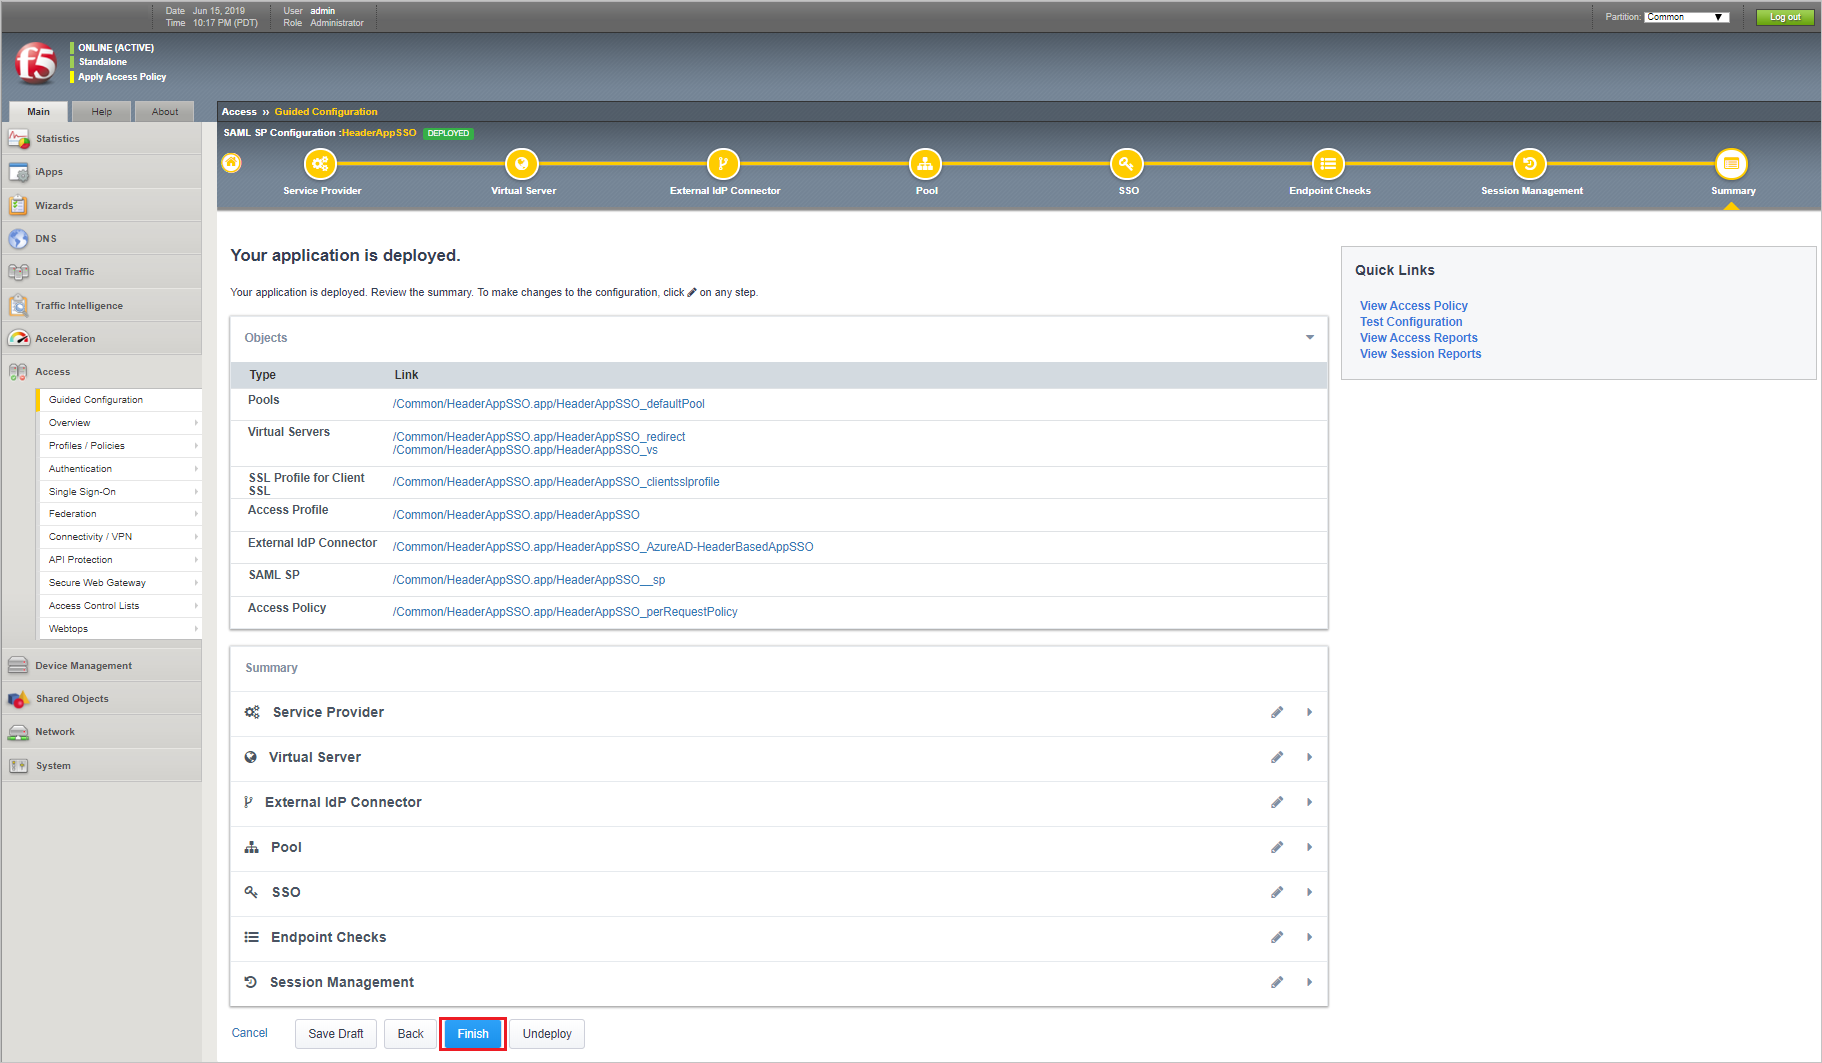 Date Jun 15, 2019
Time 10:17 PM (PDT)
User admin
Role Administrator
Partition: Common
Log out
f5
ONLINE (ACTIVE)
Standalone
Apply Access Policy
Main Help About
Statistics
iApps
Wizards
DNS
Local Traffic
Traffic Intelligence
Acceleration
Access
Guided Configuration
Overview
Profiles / Policies
Authentication
Single Sign-On
Federation
Connectivity / VPN
API Protection
Secure Web Gateway
Access Control Lists
Webtops
Device Management
Shared Objects
Network
System
Access » Guided Configuration
SAML SP Configuration :HeaderAppSSO DEPLOYED
Service Provider Virtual Server External IdP Connector Pool SSO Endpoint Checks Session Management Summary
Your application is deployed.
Your application is deployed. Review the summary. To make changes to the configuration, click on any step.
Objects
Type Link
Pools /Common/HeaderAppSSO.app/HeaderAppSSO_defaultPool
Virtual Servers /Common/HeaderAppSSO.app/HeaderAppSSO_redirect
/Common/HeaderAppSSO.app/HeaderAppSSO_vs
SSL Profile for Client
SSL /Common/HeaderAppSSO.app/HeaderAppSSO_clientsslprofile
Access Profile /Common/HeaderAppSSO.app/HeaderAppSSO
External IdP Connector /Common/HeaderAppSSO.app/HeaderAppSSO_AzureAD-HeaderBasedAppSSO
SAML SP /Common/HeaderAppSSO.app/HeaderAppSSO__sp
Access Policy /Common/HeaderAppSSO.app/HeaderAppSSO_perRequestPolicy
Summary
Service Provider
Virtual Server
External IdP Connector
Pool
SSO
Endpoint Checks
Session Management
Cancel Save Draft Back Finish Undeploy
Quick Links
View Access Policy
Test Configuration
View Access Reports
View Session Reports